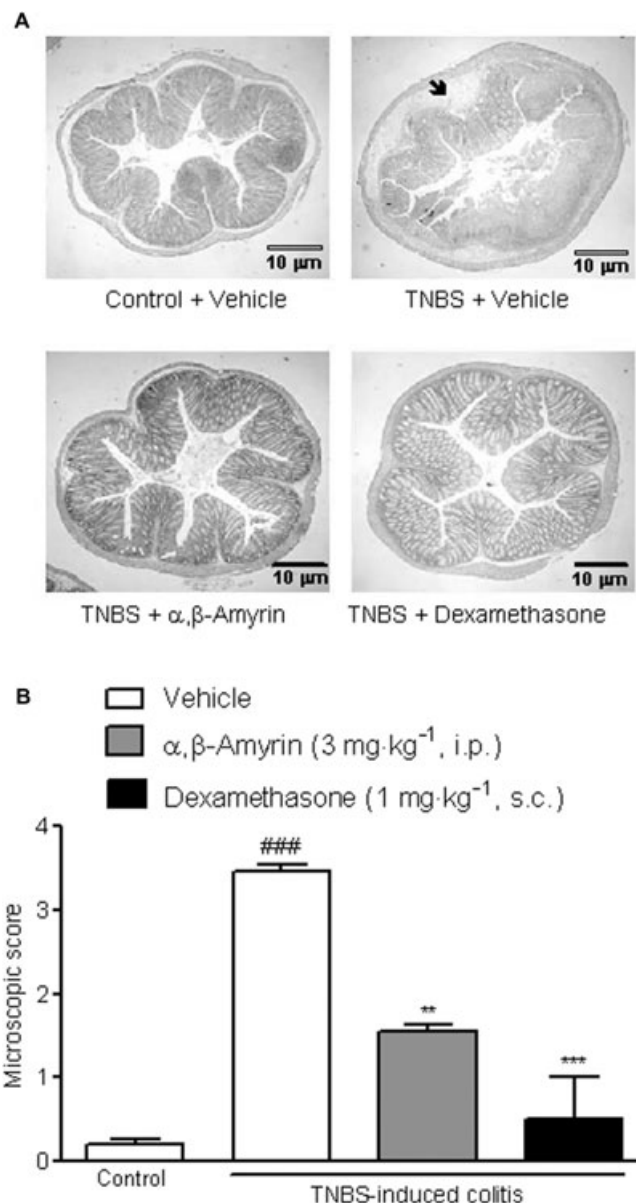 A
10 µm
10 µm
Control + Vehicle
TNBS + Vehicle
10 µm
10 µm
TNBS + α,β-Amyrin
TNBS + Dexamethasone
B
Vehicle
α,β-Amyrin (3 mg·kg⁻¹, i.p.)
Dexamethasone (1 mg·kg⁻¹, s.c.)
4
3
2
1
0
Microscopic score
###
**
***
Control
TNBS-induced colitis